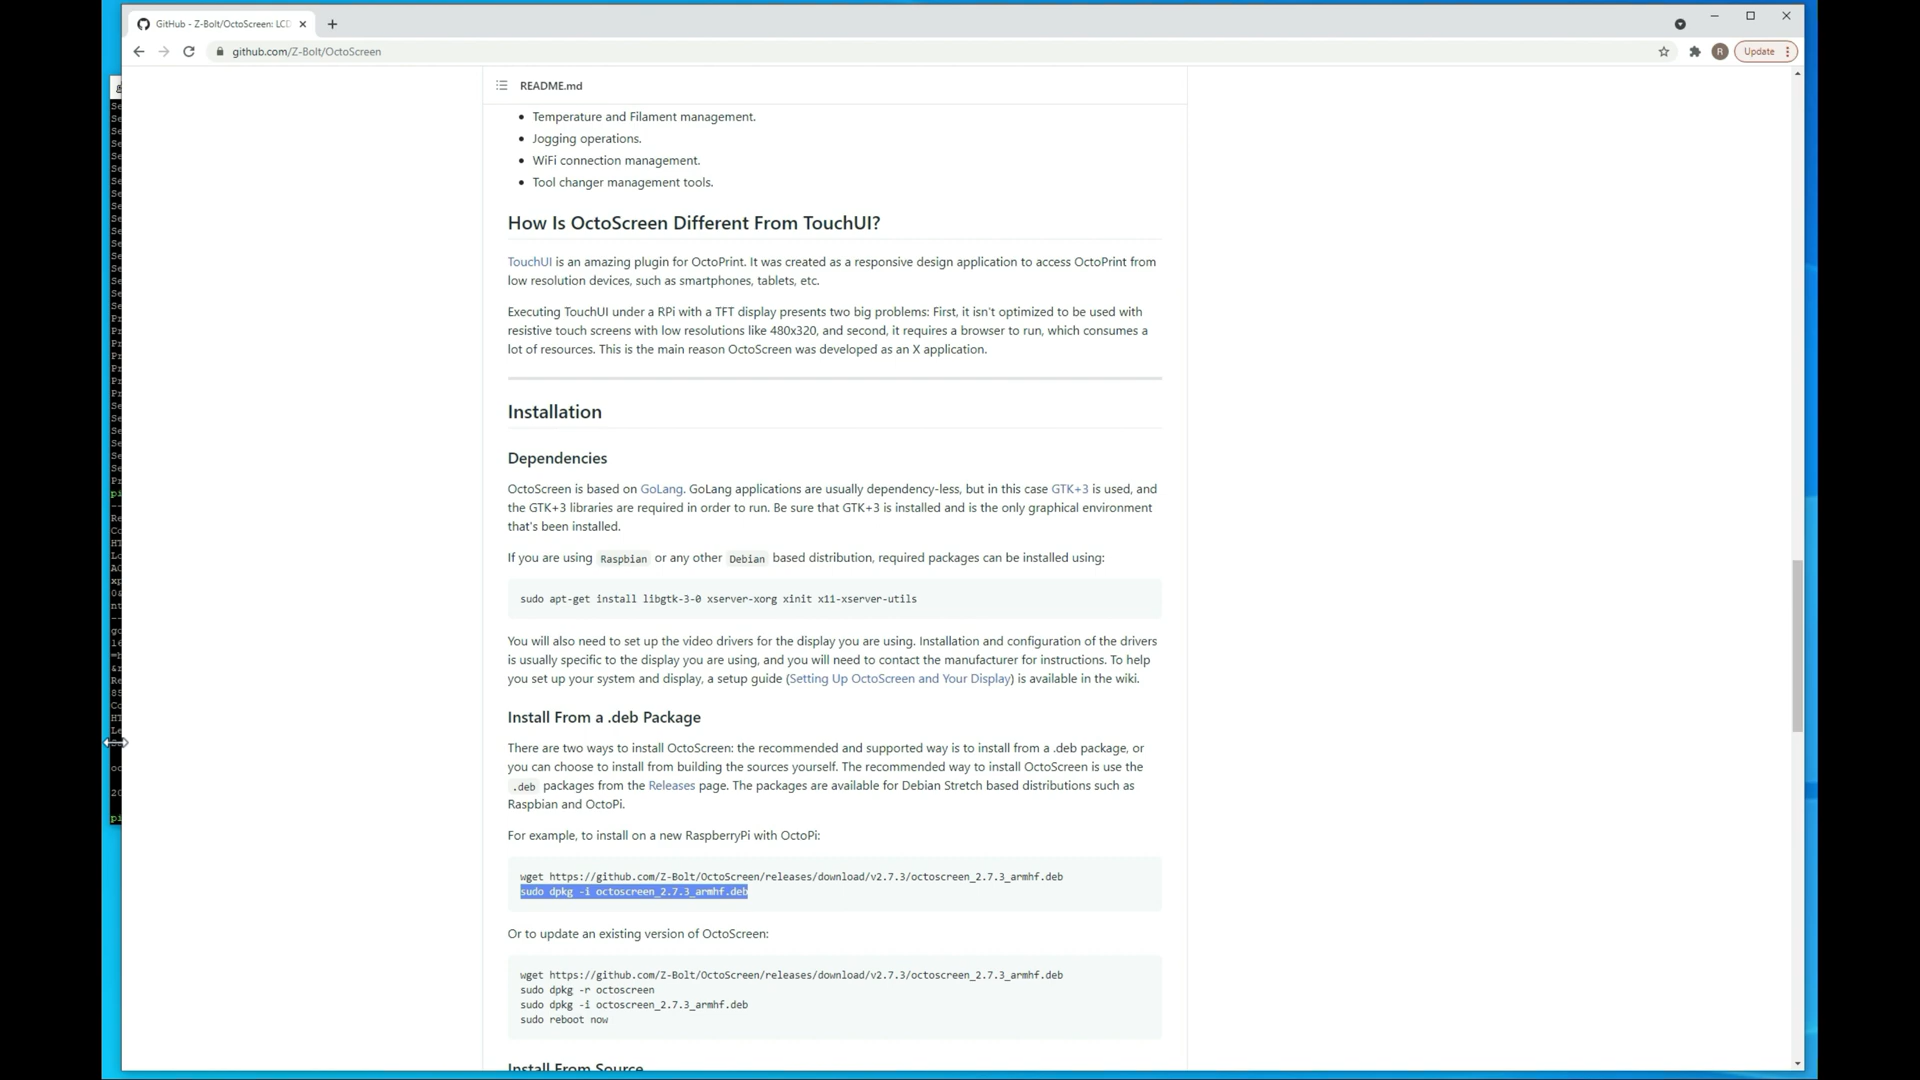 GitHub - Z-Bolt/OctoScreen: LCD
github.com/Z-Bolt/OctoScreen
R
Update
README.md
Temperature and Filament management.
Jogging operations.
WiFi connection management.
Tool changer management tools.
How Is OctoScreen Different From TouchUI?
TouchUI is an amazing plugin for OctoPrint. It was created as a responsive design application to access OctoPrint from
low resolution devices, such as smartphones, tablets, etc.
Executing TouchUI under a RPi with a TFT display presents two big problems: First, it isn't optimized to be used with
resistive touch screens with low resolutions like 480x320, and second, it requires a browser to run, which consumes a
lot of resources. This is the main reason OctoScreen was developed as an X application.
Installation
Dependencies
OctoScreen is based on GoLang. GoLang applications are usually dependency-less, but in this case GTK+3 is used, and
the GTK+3 libraries are required in order to run. Be sure that GTK+3 is installed and is the only graphical environment
that's been installed.
If you are using Raspbian or any other Debian based distribution, required packages can be installed using:
sudo apt-get install libgtk-3-0 xserver-xorg xinit x11-xserver-utils
You will also need to set up the video drivers for the display you are using. Installation and configuration of the drivers
is usually specific to the display you are using, and you will need to contact the manufacturer for instructions. To help
you set up your system and display, a setup guide (Setting Up OctoScreen and Your Display) is available in the wiki.
Install From a .deb Package
There are two ways to install OctoScreen: the recommended and supported way is to install from a .deb package, or
you can choose to install from building the sources yourself. The recommended way to install OctoScreen is use the
.deb packages from the Releases page. The packages are available for Debian Stretch based distributions such as
Raspbian and OctoPi.
For example, to install on a new RaspberryPi with OctoPi:
wget https://github.com/Z-Bolt/OctoScreen/releases/download/v2.7.3/octoscreen_2.7.3_armhf.deb
sudo dpkg -i octoscreen_2.7.3_armhf.deb
Or to update an existing version of OctoScreen:
wget https://github.com/Z-Bolt/OctoScreen/releases/download/v2.7.3/octoscreen_2.7.3_armhf.deb
sudo dpkg -r octoscreen
sudo dpkg -i octoscreen_2.7.3_armhf.deb
sudo reboot now
Install From Source